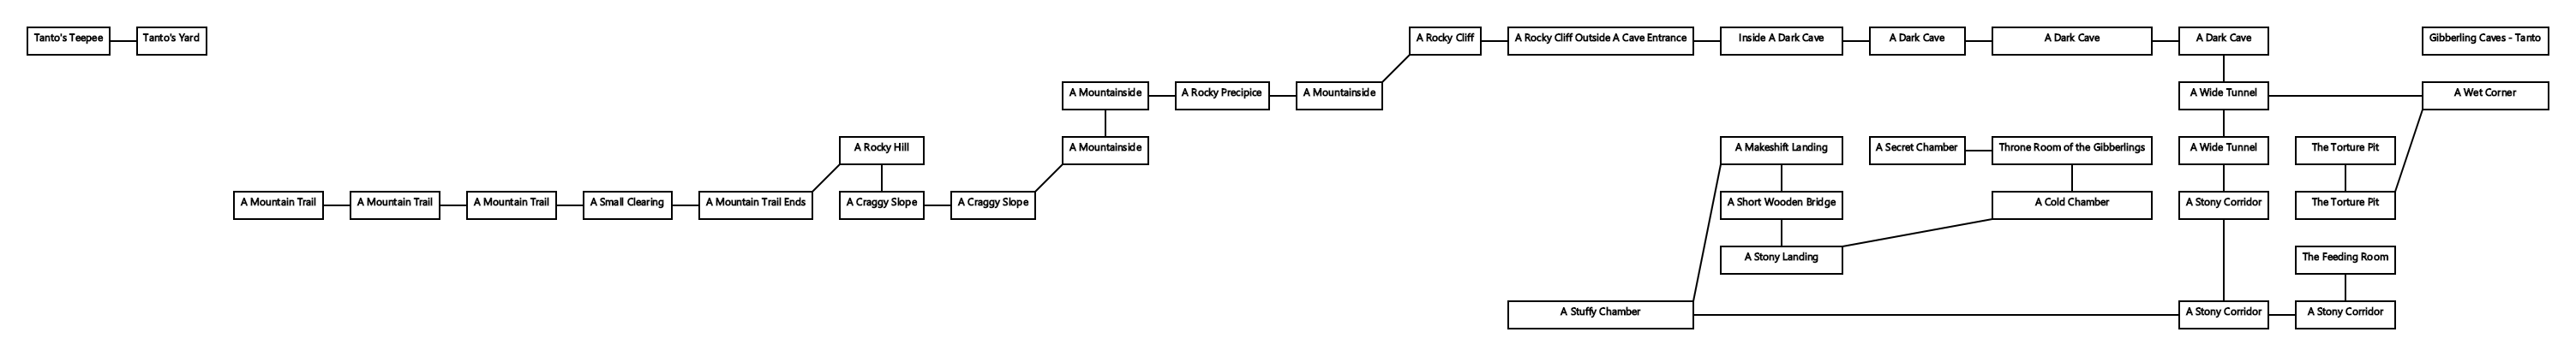 Tanto's Teepee
Tanto's Yard
A Rocky Cliff
A Rocky Cliff Outside A Cave Entrance
Inside A Dark Cave
A Dark Cave
A Dark Cave
A Dark Cave
Gibberling Caves - Tanto
A Mountainside
A Rocky Precipice
A Mountainside
A Wide Tunnel
A Wet Corner
A Rocky Hill
A Mountainside
A Makeshift Landing
A Secret Chamber
Throne Room of the Gibberlings
A Wide Tunnel
The Torture Pit
A Mountain Trail
A Mountain Trail
A Mountain Trail
A Small Clearing
A Mountain Trail Ends
A Craggy Slope
A Craggy Slope
A Short Wooden Bridge
A Cold Chamber
A Stony Corridor
The Torture Pit
A Stony Landing
The Feeding Room
A Stuffy Chamber
A Stony Corridor
A Stony Corridor